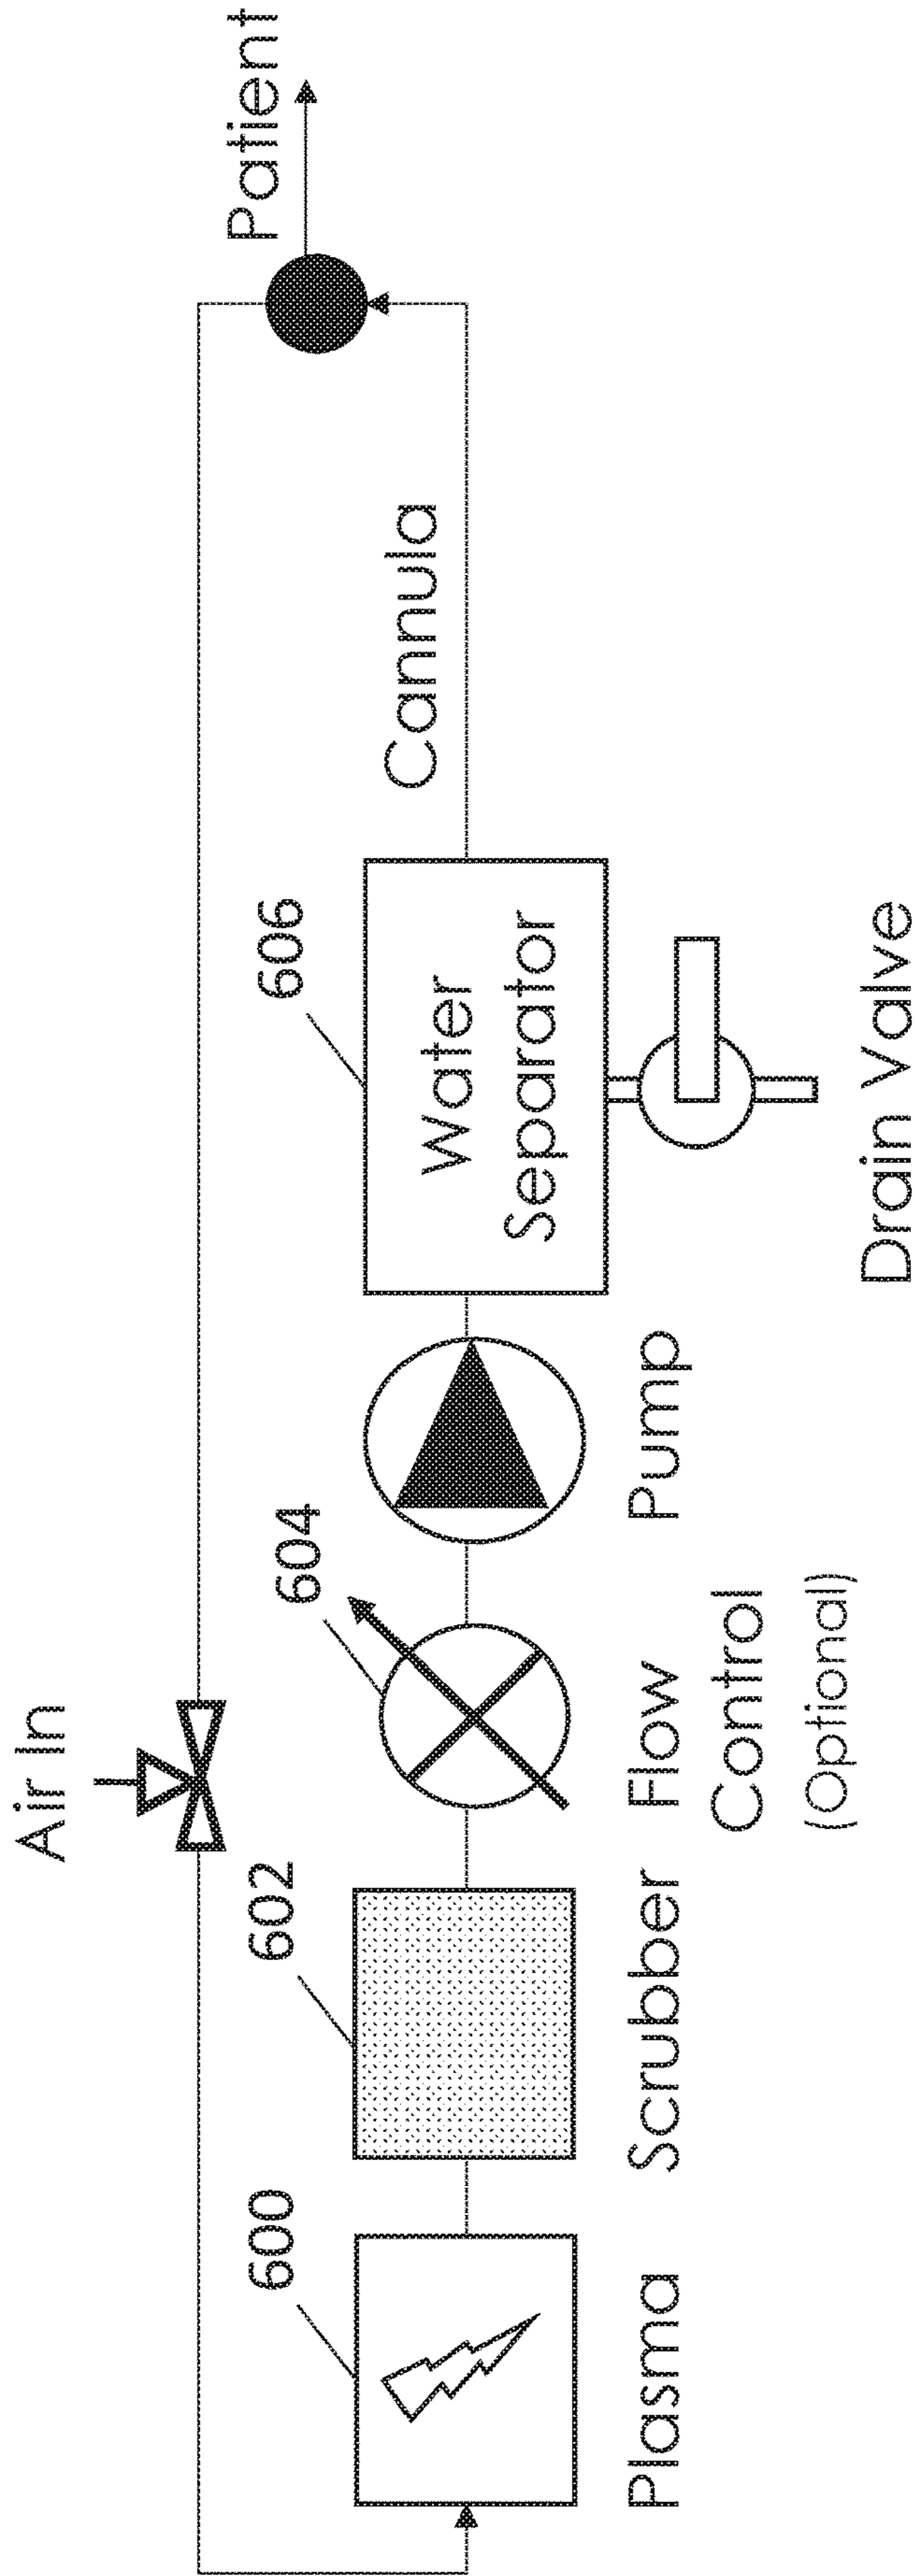 Air In
Patient
600
602
604
606
Cannula
Water
Separator
Plasma
Scrubber
Flow
Control
(Optional)
Pump
Drain Valve